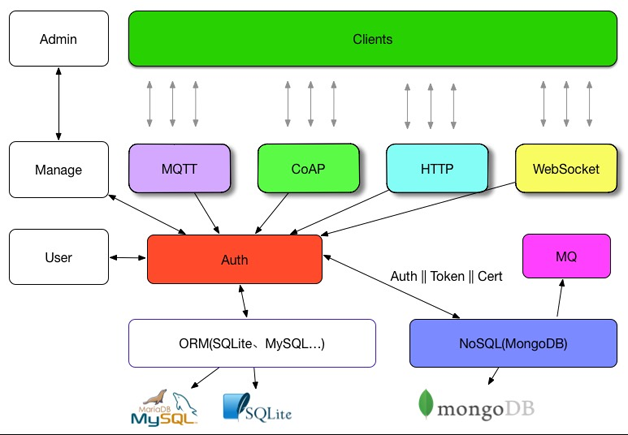 Admin
Clients
Manage
MQTT
CoAP
HTTP
WebSocket
User
Auth
MQ
Auth || Token || Cert
ORM(SQLite、MySQL...)
NoSQL(MongoDB)
MariaDB
MySQL
SQLite
mongoDB